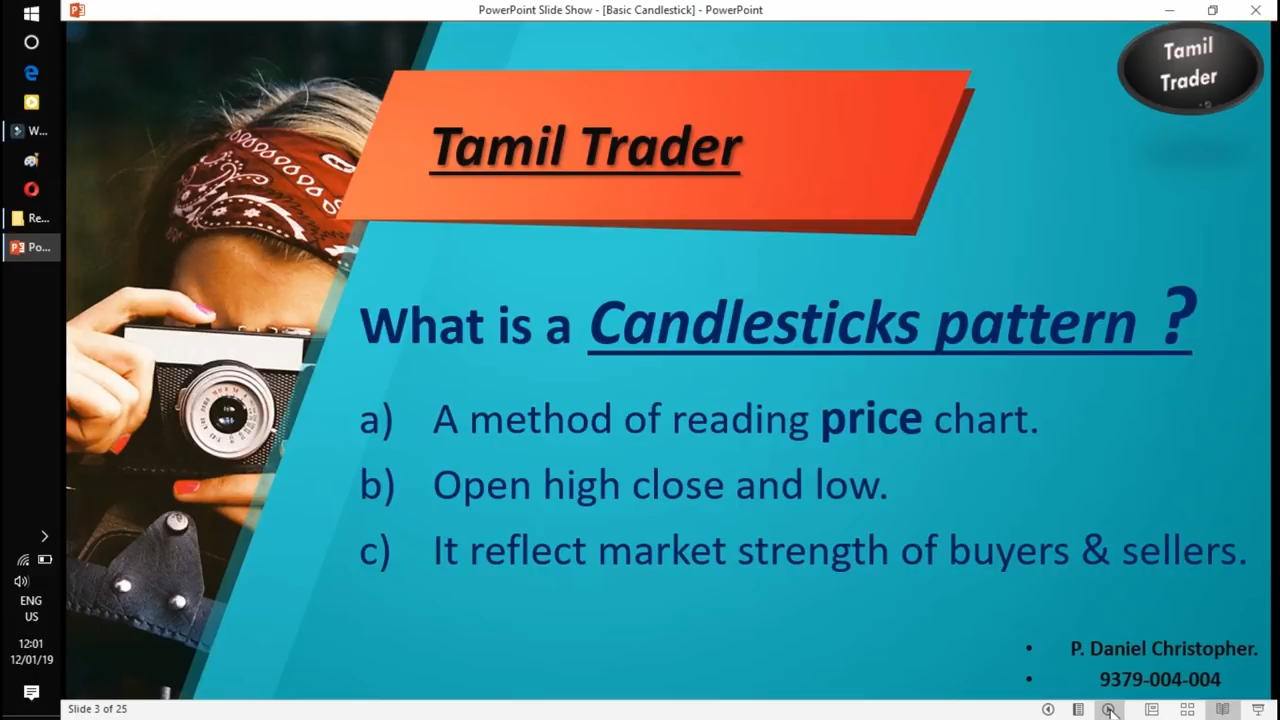 PowerPoint Slide Show - [Basic Candlestick] - PowerPoint
Tamil
Trader
Tamil Trader
W...
Re...
Po...
What is a Candlesticks pattern ?
a) A method of reading price chart.
b) Open high close and low.
c) It reflect market strength of buyers & sellers.
ENG
US
12:01
12/01/19
• P. Daniel Christopher.
• 9379-004-004
Slide 3 of 25